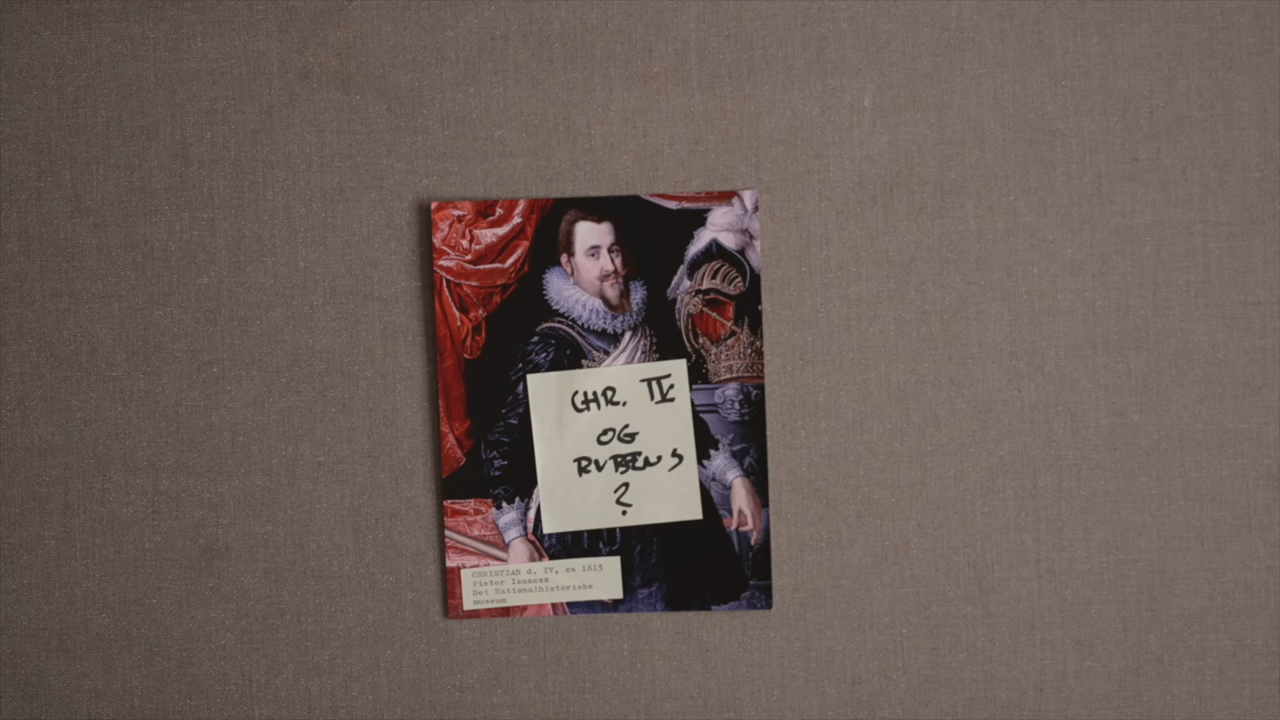 CHR. IV
OG
RUBENS
?
CHRISTIAN d. IV, ca 1615
Pieter Isaacsz
Det Nationalhistoriske
museum